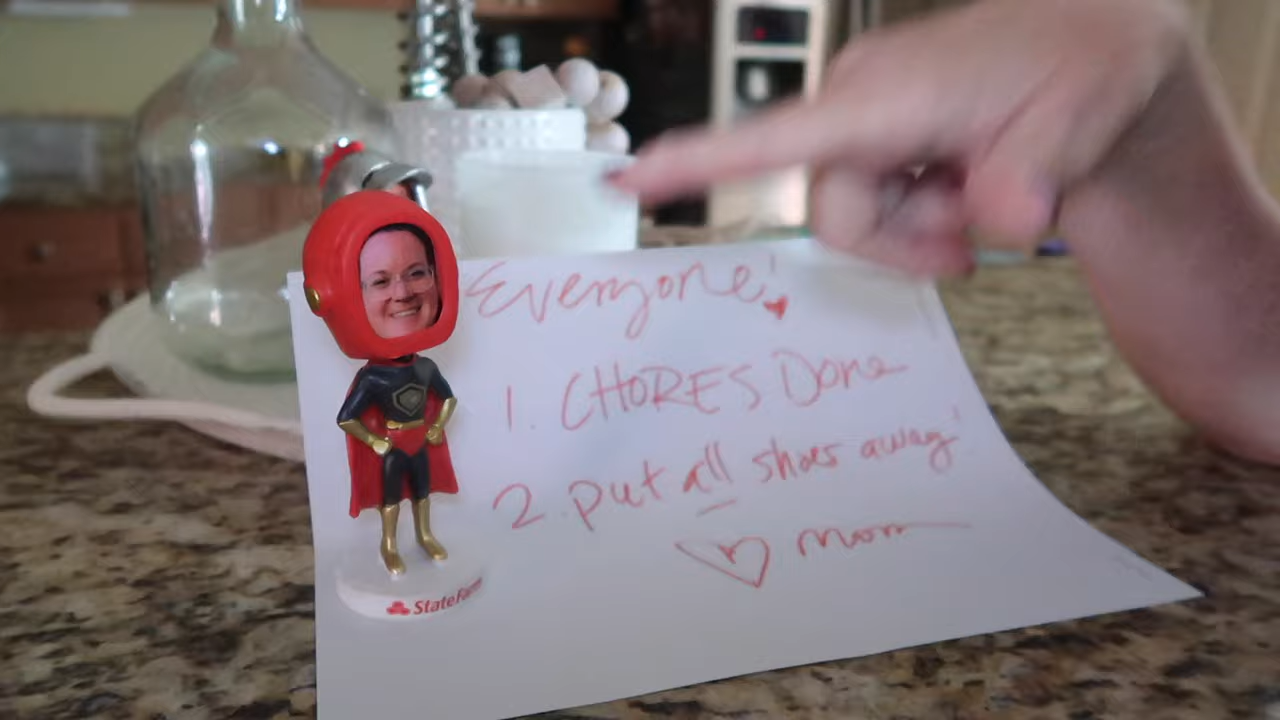 Everyone!
1. CHORES Done
2. put all shoes away!
Mom
StateFarm